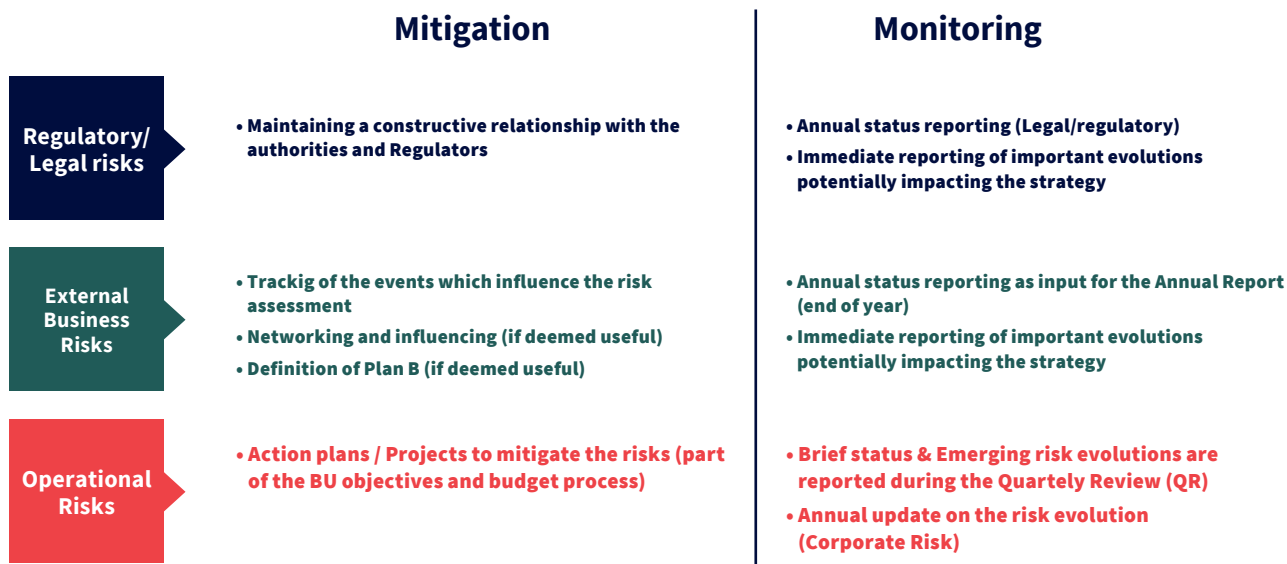 Mitigation
Monitoring
Regulatory/
Legal risks
• Maintaining a constructive relationship with the
authorities and Regulators
• Annual status reporting (Legal/regulatory)
• Immediate reporting of important evolutions
potentially impacting the strategy
External
Business
Risks
• Trackig of the events which influence the risk
assessment
• Networking and influencing (if deemed useful)
• Definition of Plan B (if deemed useful)
• Annual status reporting as input for the Annual Report
(end of year)
• Immediate reporting of important evolutions
potentially impacting the strategy
Operational
Risks
• Action plans / Projects to mitigate the risks (part
of the BU objectives and budget process)
• Brief status & Emerging risk evolutions are
reported during the Quartely Review (QR)
• Annual update on the risk evolution
(Corporate Risk)